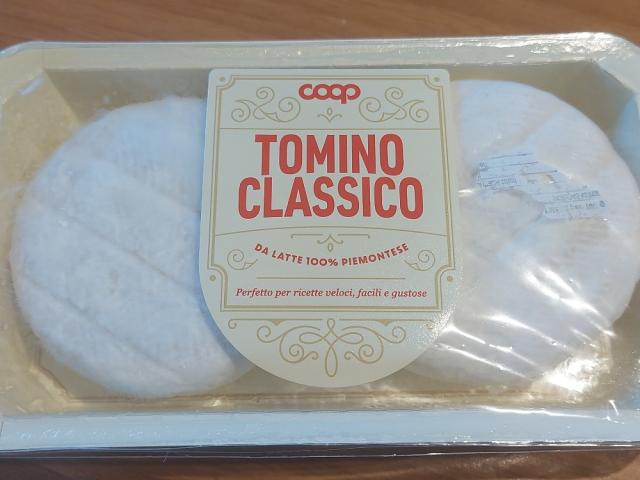 coop
TOMINO
CLASSICO
DA LATTE 100% PIEMONTESE
Perfetto per ricette veloci, facili e gustose